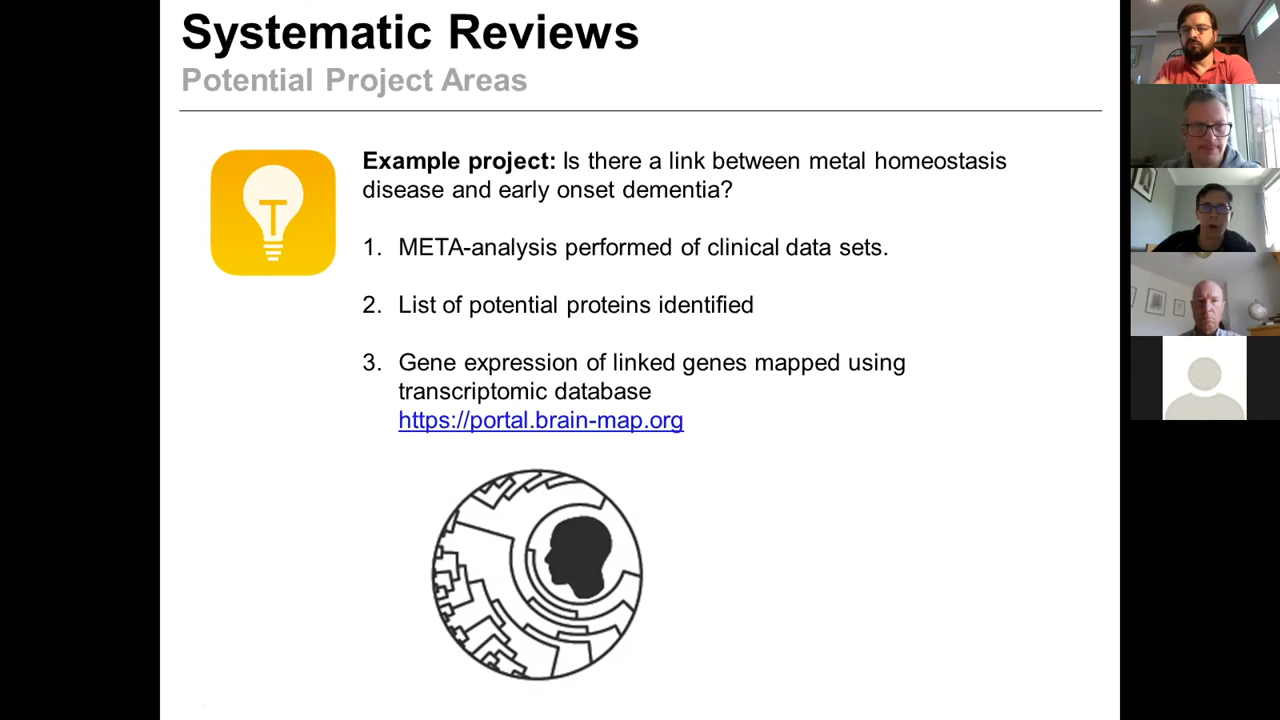 Systematic Reviews
Potential Project Areas
Example project: Is there a link between metal homeostasis
disease and early onset dementia?
1. META-analysis performed of clinical data sets.
2. List of potential proteins identified
3. Gene expression of linked genes mapped using
transcriptomic database
https://portal.brain-map.org